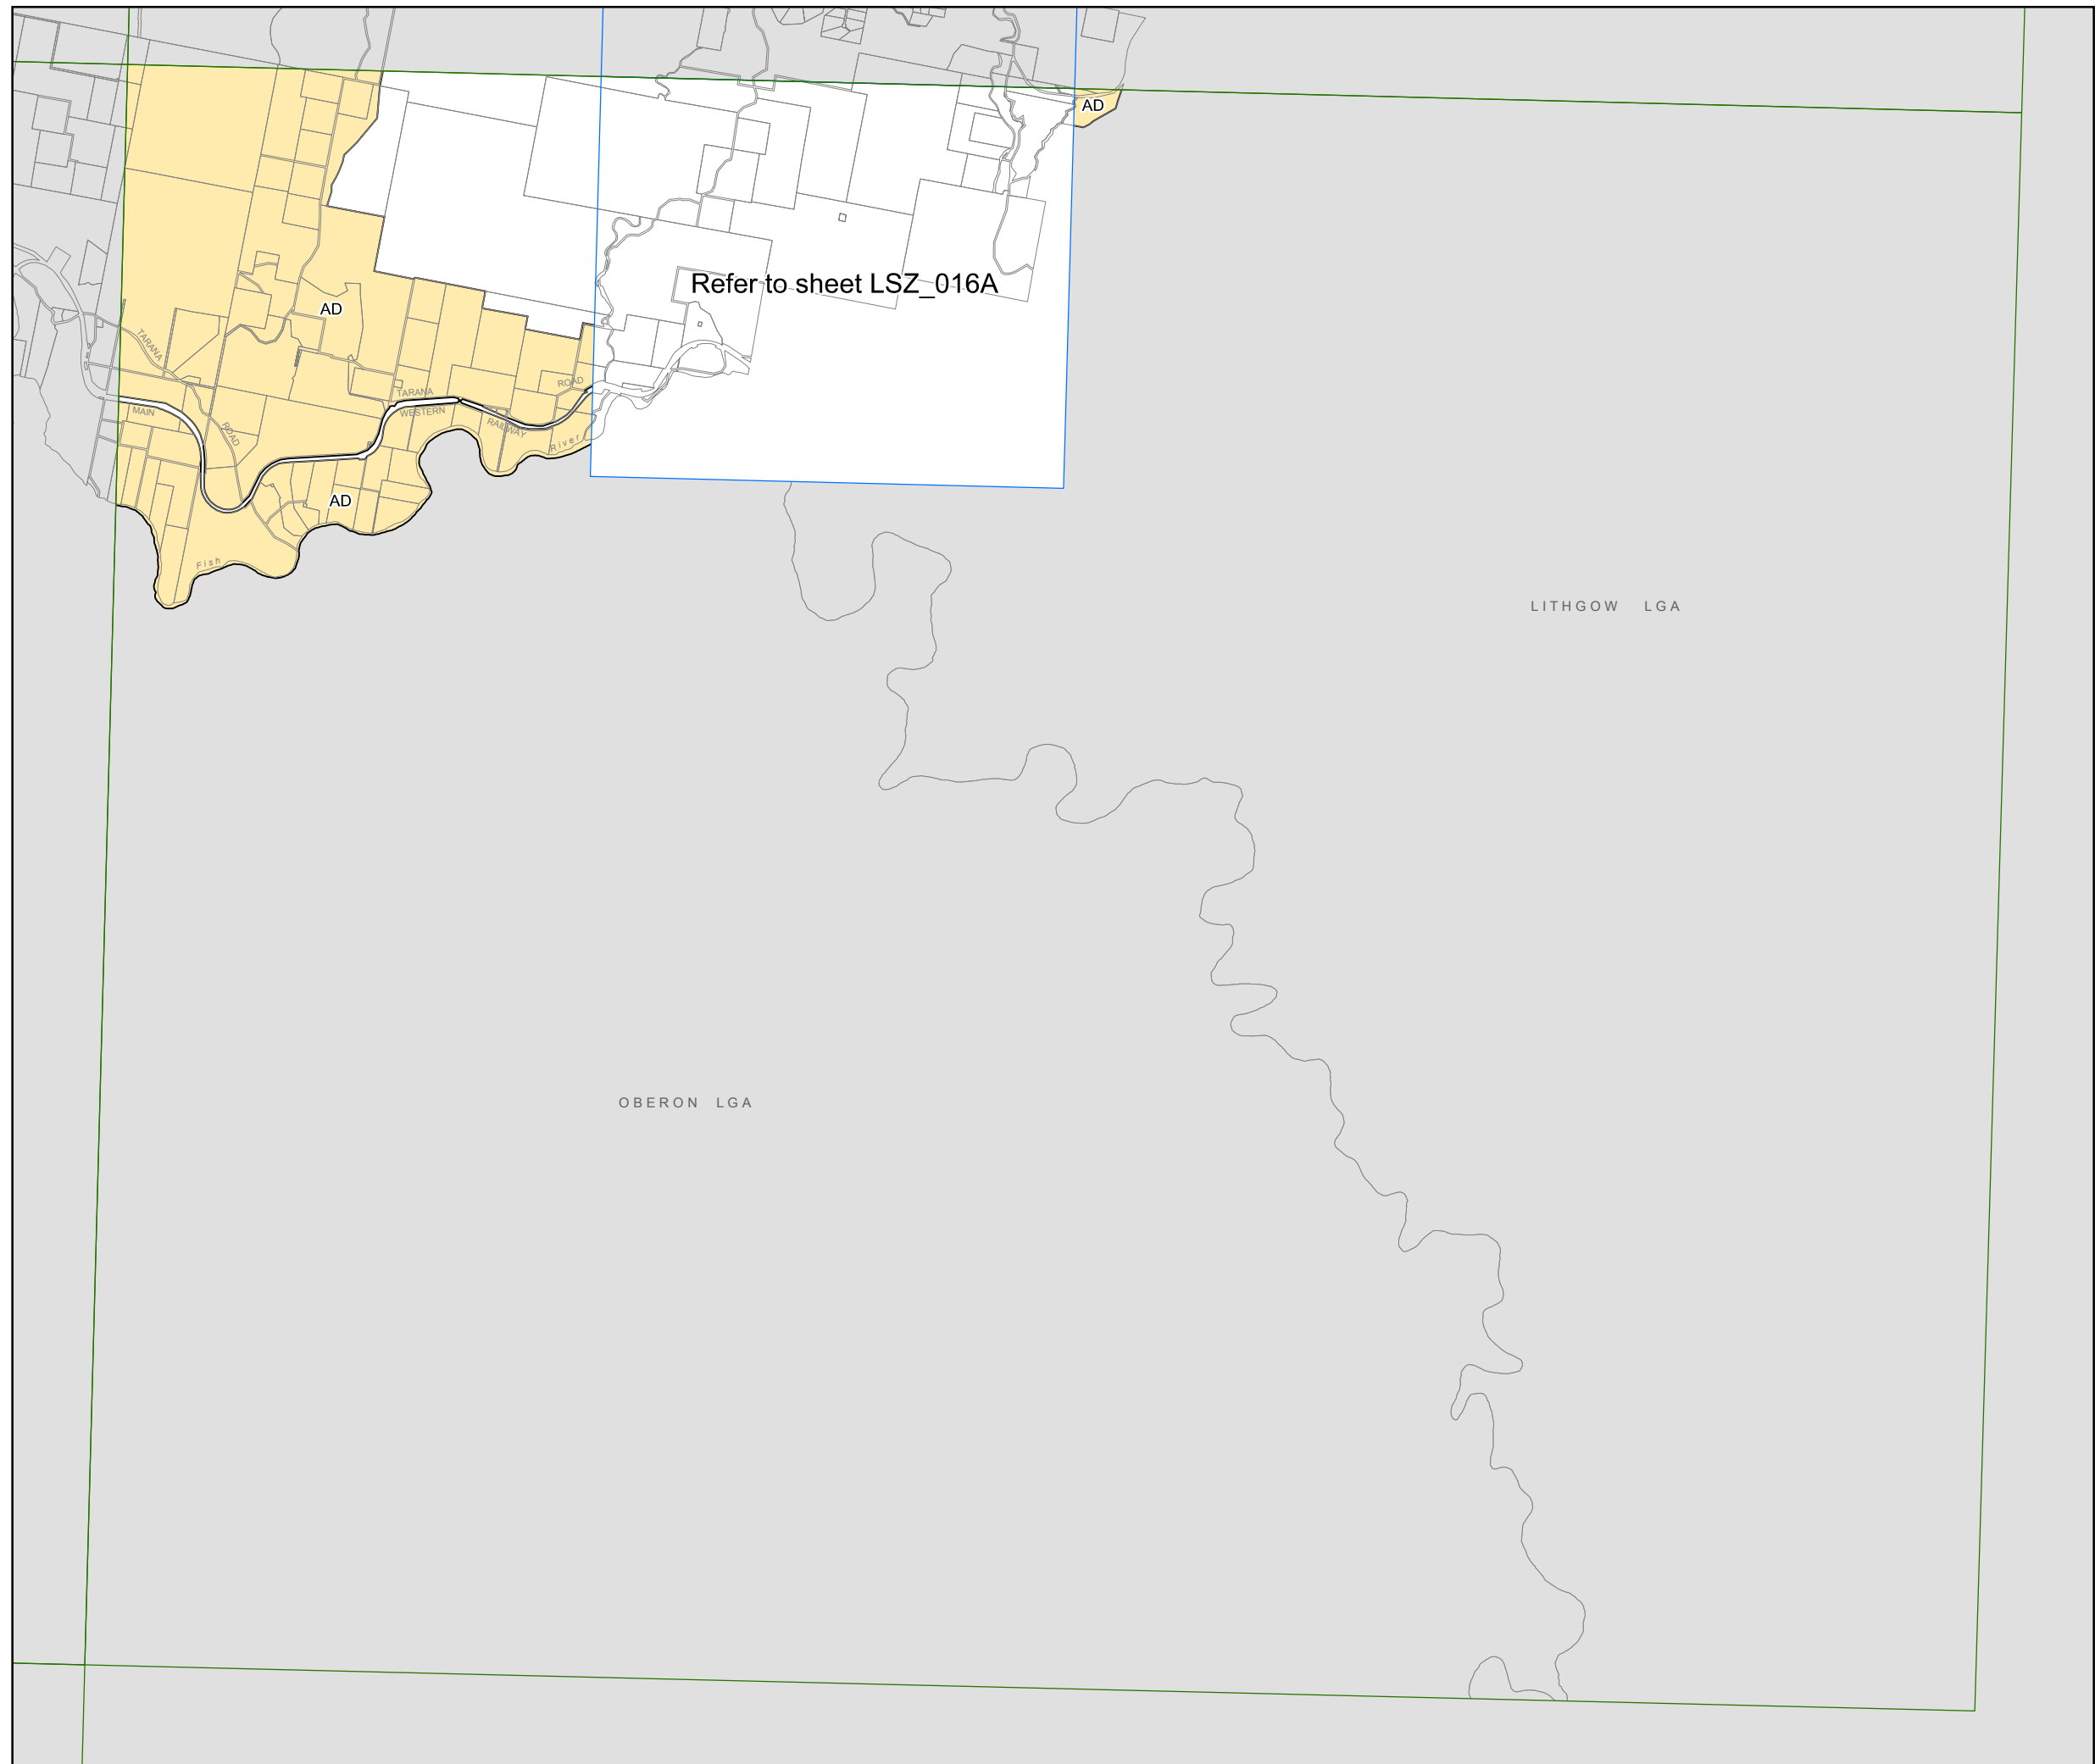 AD
Refer to sheet LSZ_016A
AD
TARANA
ROAD
TARANA
MAIN
WESTERN
RAILWAY
ROAD
River
AD
Fish
LITHGOW LGA
OBERON LGA